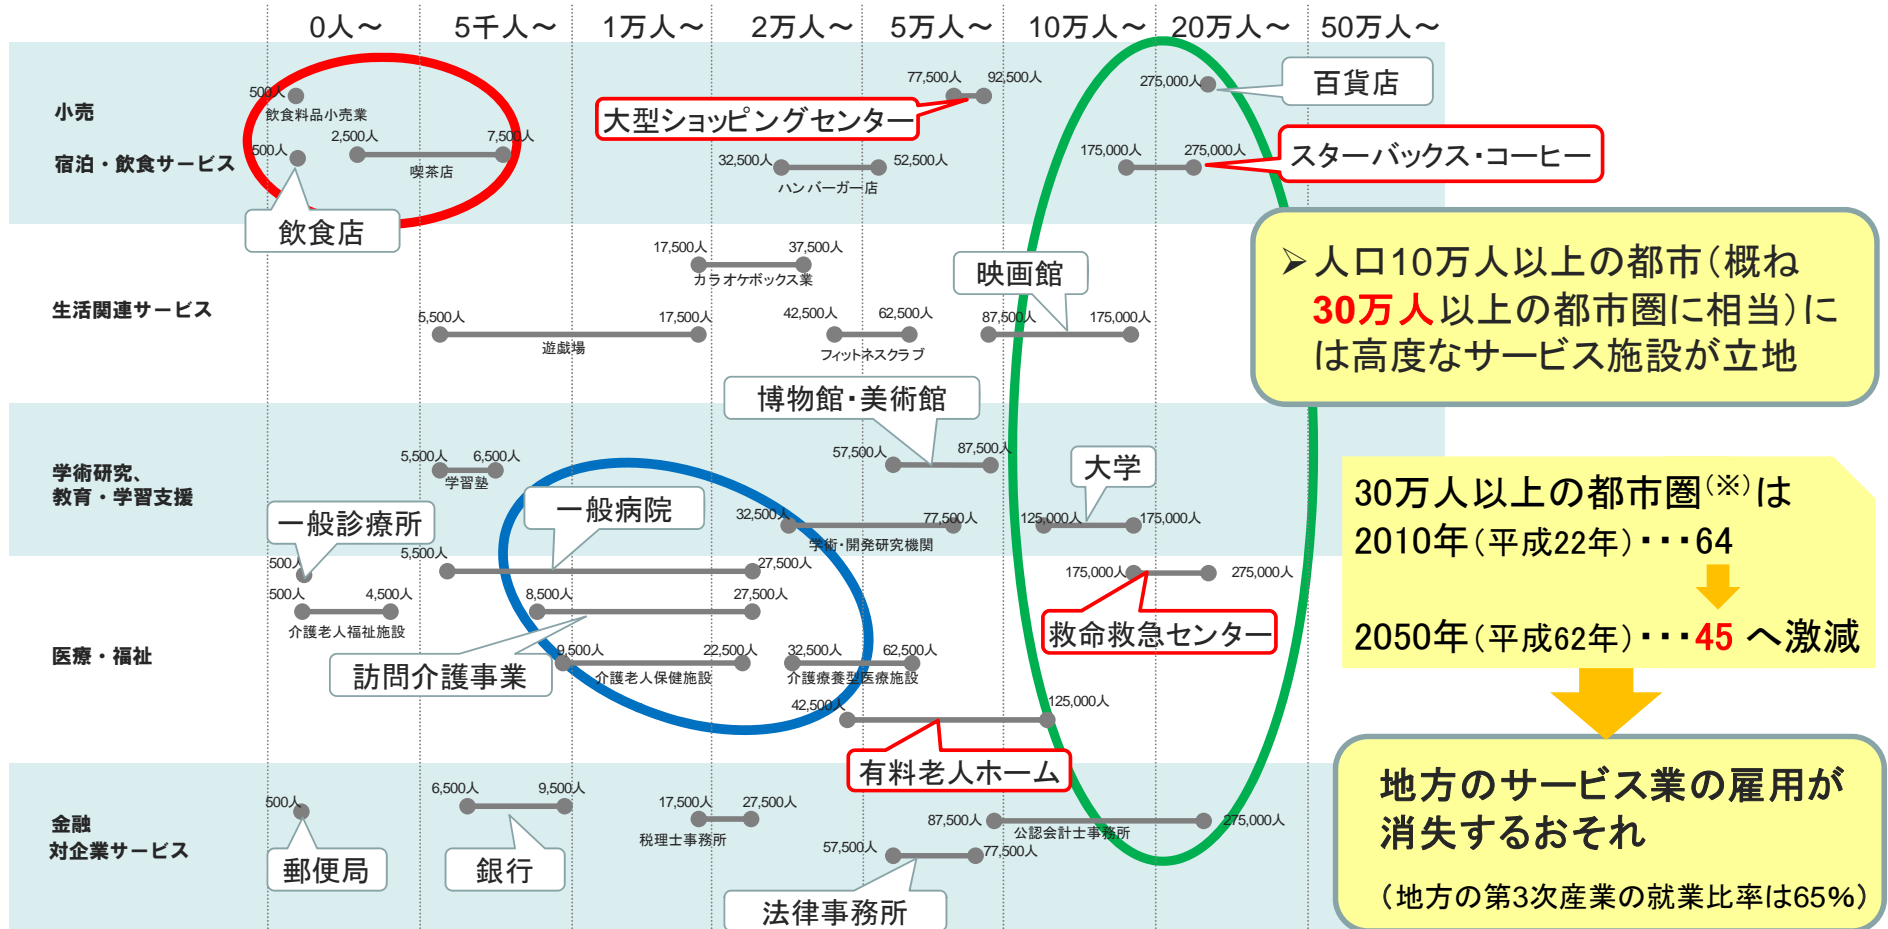 0人～ 5千人～ 1万人～ 2万人～ 5万人～ 10万人～ 20万人～ 50万人～
小売
宿泊・飲食サービス
500人
飲食料品小売業
2,500人 7,500人
500人
喫茶店
飲食店
77,500人 92,500人
大型ショッピングセンター
32,500人 52,500人
ハンバーガー店
275,000人
百貨店
175,000人 275,000人
スターバックス・コーヒー
生活関連サービス
17,500人 37,500人
カラオケボックス業
5,500人 17,500人
遊戯場
42,500人 62,500人
フィットネスクラブ
映画館
87,500人 175,000人
学術研究、
教育・学習支援
5,500人 6,500人
学習塾
博物館・美術館
57,500人 87,500人
32,500人 77,500人
学術・開発研究機関
大学
125,000人 175,000人
医療・福祉
一般診療所
500人
500人 4,500人
介護老人福祉施設
一般病院
5,500人 27,500人
8,500人 27,500人
訪問介護事業
9,500人 22,500人
介護老人保健施設
32,500人 62,500人
介護療養型医療施設
42,500人 125,000人
有料老人ホーム
175,000人 275,000人
救命救急センター
金融
対企業サービス
500人
郵便局
6,500人 9,500人
銀行
17,500人 27,500人
税理士事務所
87,500人 275,000人
公認会計士事務所
57,500人 77,500人
法律事務所
➢人口10万人以上の都市（概ね
30万人以上の都市圏に相当）に
は高度なサービス施設が立地
30万人以上の都市圏(※)は
2010年（平成22年）・・・64
2050年（平成62年）・・・45 へ激減
地方のサービス業の雇用が
消失するおそれ
（地方の第3次産業の就業比率は65%）